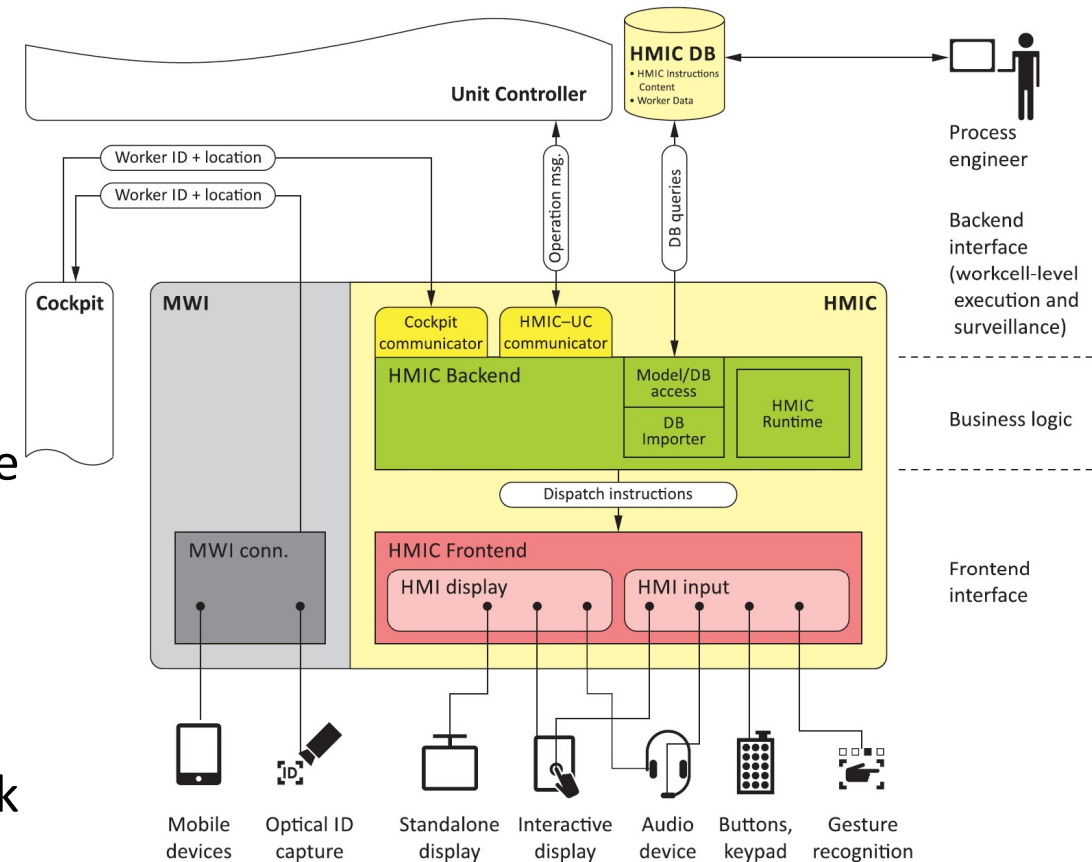 HMIC DB
• HMIC Instructions
Content
• Worker Data
Unit Controller
Process
engineer
Worker ID + location
Worker ID + location
Operation msg.
DB queries
Backend
interface
(workcell-level
execution and
surveillance)
Cockpit
MWI
HMIC
Cockpit
communicator
HMIC–UC
communicator
HMIC Backend
Model/DB
access
DB
Importer
HMIC
Runtime
Business logic
e
Dispatch instructions
MWI conn.
HMIC Frontend
HMI display
HMI input
Frontend
interface
ID
k
Mobile
devices
Optical ID
capture
Standalone
display
Interactive
display
Audio
device
Buttons,
keypad
Gesture
recognition